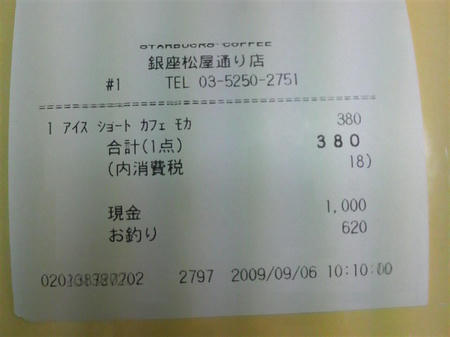 STARBUCKS COFFEE
銀座松屋通り店
#1 TEL 03-5250-2751
1 アイス ショート カフェ モカ 380
合計(1点) 380
(内消費税 18)
現金 1,000
お釣り 620
2797 2009/09/06 10:10:00